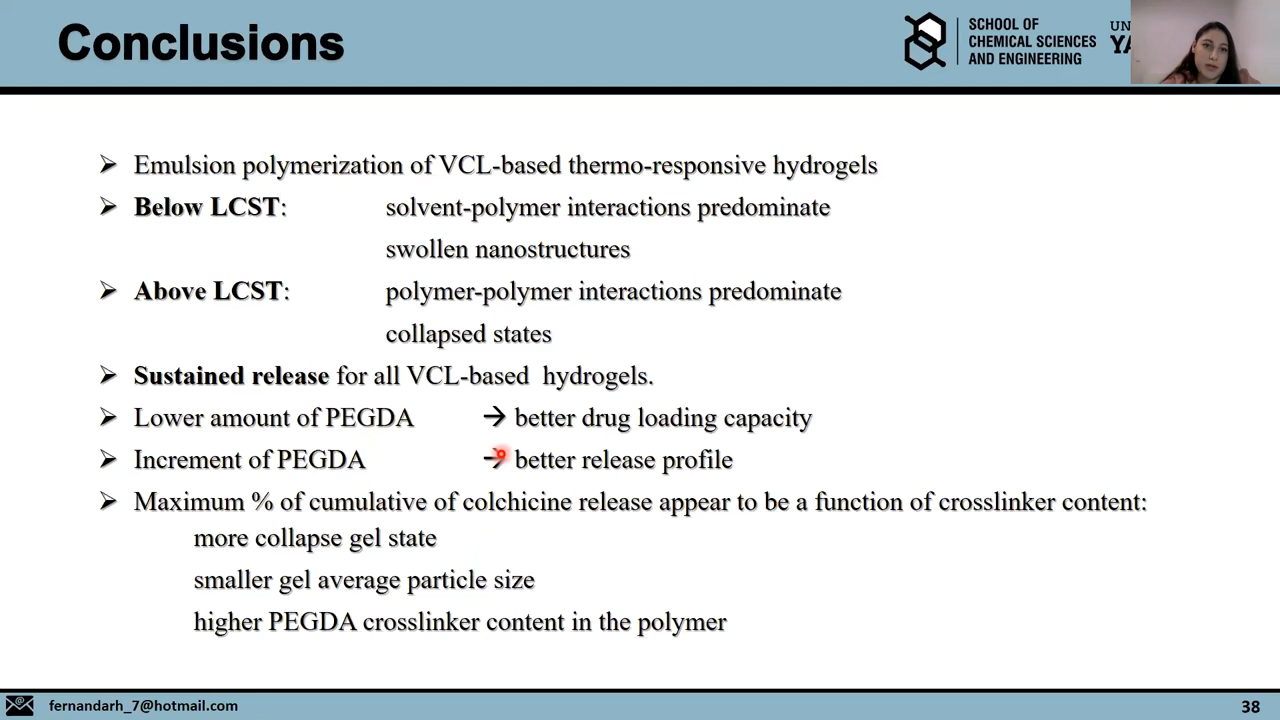 Conclusions
SCHOOL OF
CHEMICAL SCIENCES
AND ENGINEERING
UN
YA
➢ Emulsion polymerization of VCL-based thermo-responsive hydrogels
➢ Below LCST: solvent-polymer interactions predominate
swollen nanostructures
➢ Above LCST: polymer-polymer interactions predominate
collapsed states
➢ Sustained release for all VCL-based hydrogels.
➢ Lower amount of PEGDA → better drug loading capacity
➢ Increment of PEGDA → better release profile
➢ Maximum % of cumulative of colchicine release appear to be a function of crosslinker content:
more collapse gel state
smaller gel average particle size
higher PEGDA crosslinker content in the polymer
fernandarh_7@hotmail.com
38